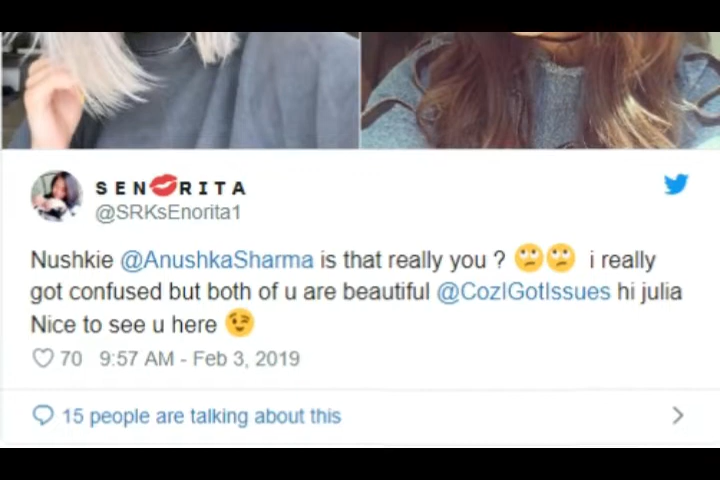 SEN💋RITA
@SRKsEnorita1
Nushkie @AnushkaSharma is that really you ? 🙄🙄 i really
got confused but both of u are beautiful @CozIGotIssues hi julia
Nice to see u here 😉
70 9:57 AM - Feb 3, 2019
15 people are talking about this